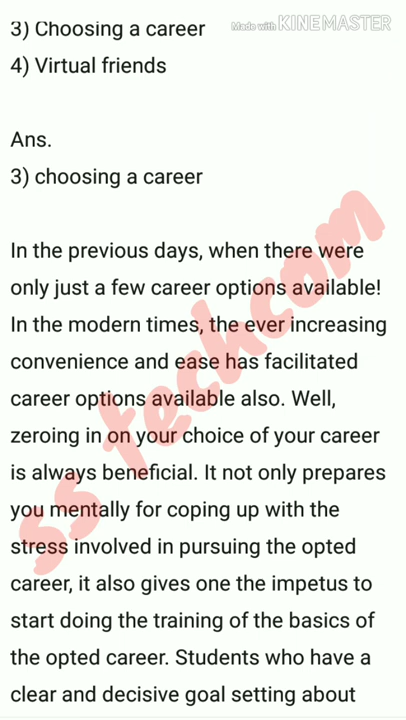 3) Choosing a career
Made with KINEMASTER
4) Virtual friends
Ans.
3) choosing a career
In the previous days, when there were
only just a few career options available!
In the modern times, the ever increasing
convenience and ease has facilitated
career options available also. Well,
zeroing in on your choice of your career
is always beneficial. It not only prepares
you mentally for coping up with the
stress involved in pursuing the opted
career, it also gives one the impetus to
start doing the training of the basics of
the opted career. Students who have a
clear and decisive goal setting about
ss techcom